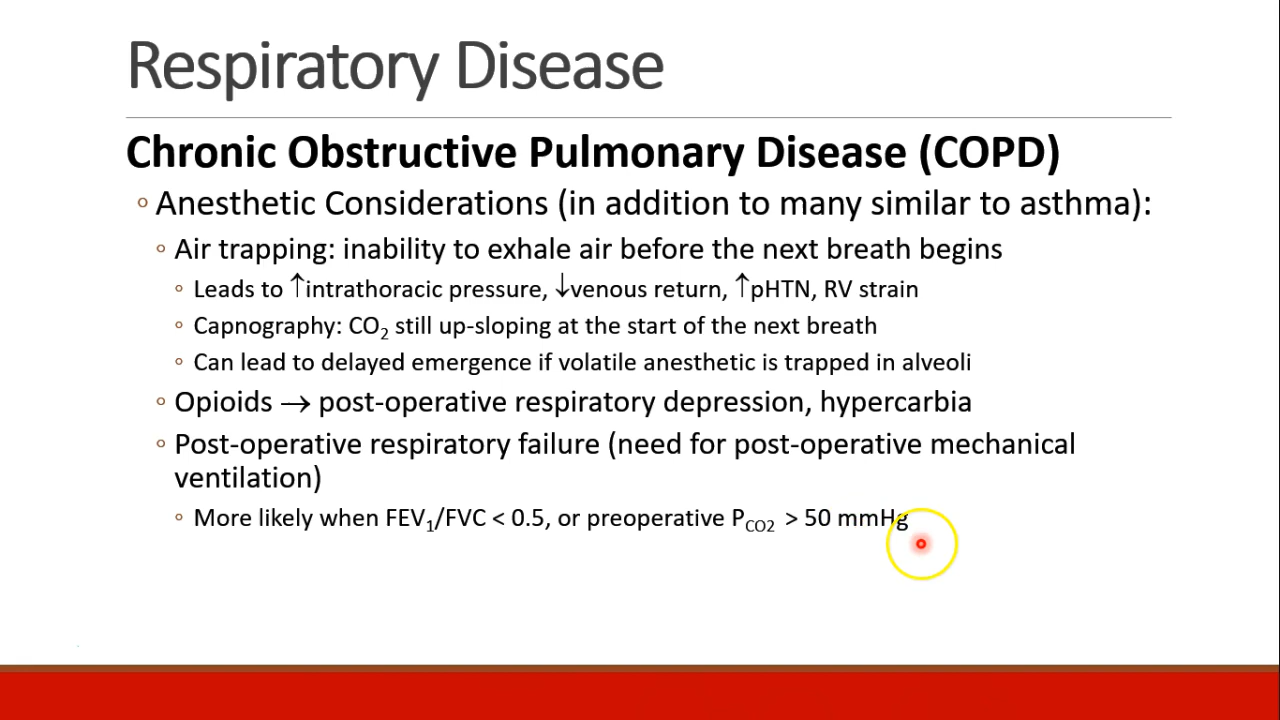 Respiratory Disease
Chronic Obstructive Pulmonary Disease (COPD)
◦ Anesthetic Considerations (in addition to many similar to asthma):
◦ Air trapping: inability to exhale air before the next breath begins
◦ Leads to ↑intrathoracic pressure, ↓venous return, ↑pHTN, RV strain
◦ Capnography: CO₂ still up-sloping at the start of the next breath
◦ Can lead to delayed emergence if volatile anesthetic is trapped in alveoli
◦ Opioids → post-operative respiratory depression, hypercarbia
◦ Post-operative respiratory failure (need for post-operative mechanical
ventilation)
◦ More likely when FEV₁/FVC < 0.5, or preoperative P_CO2 > 50 mmHg